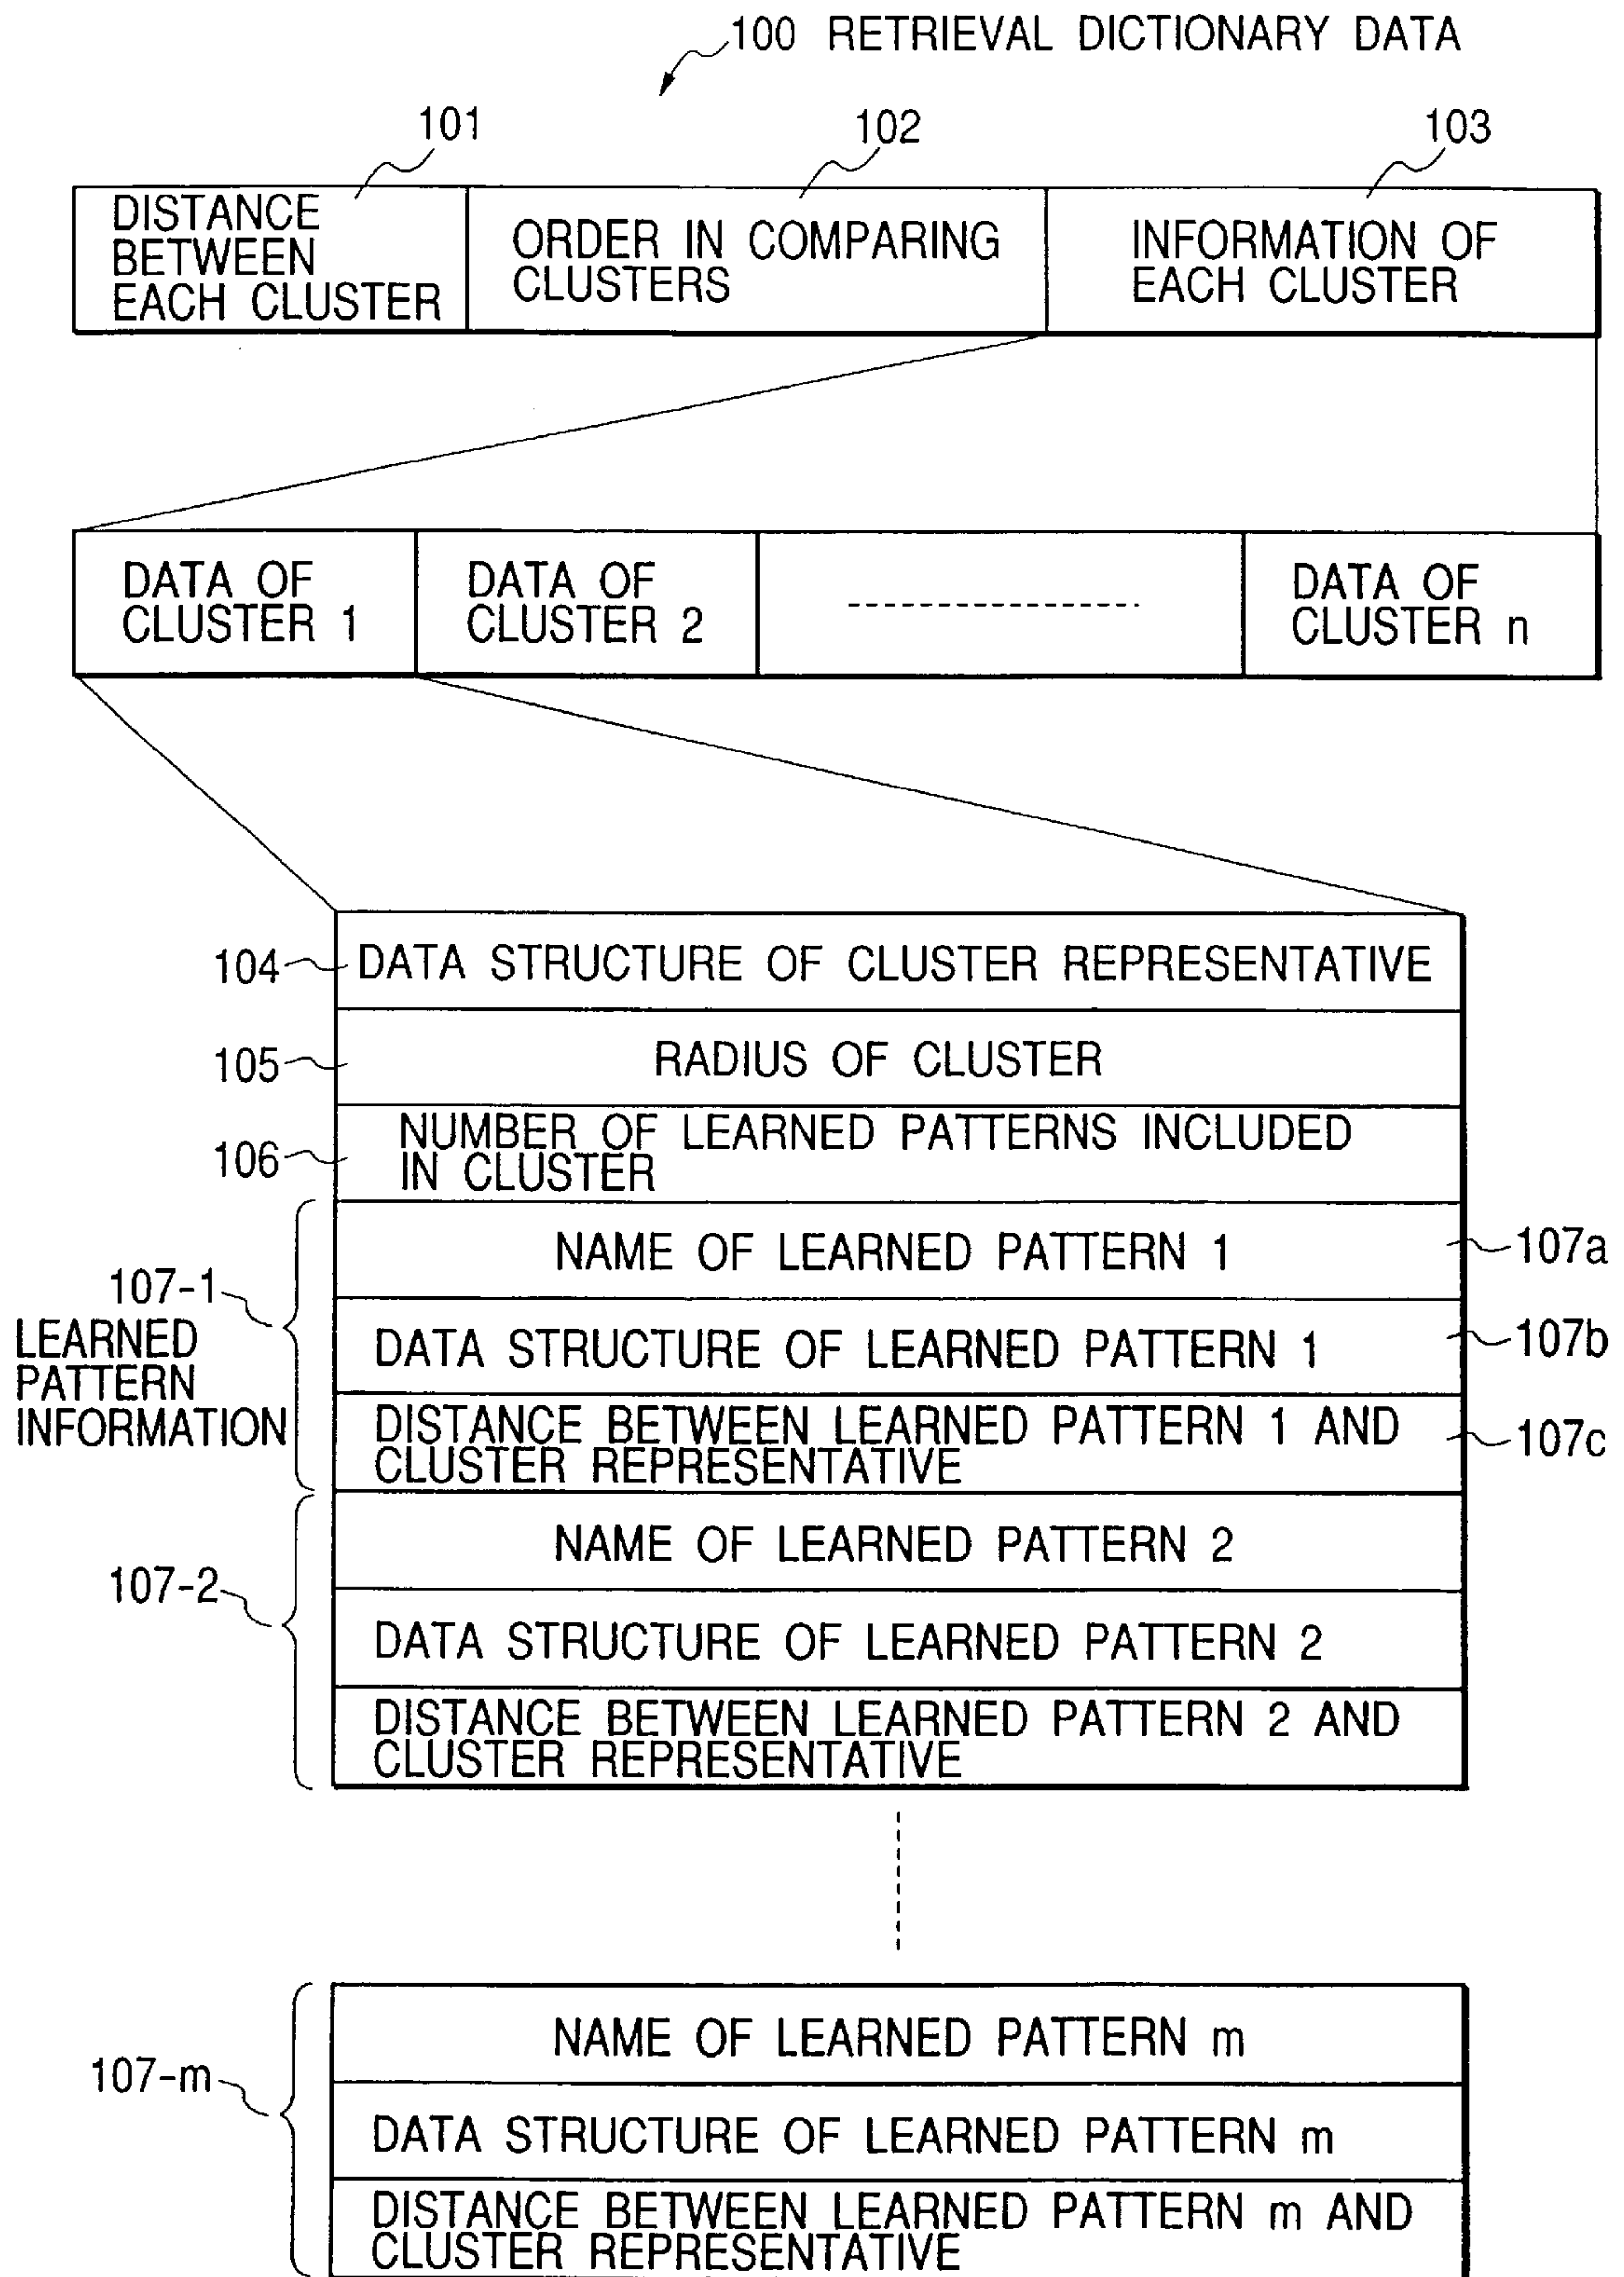 100 RETRIEVAL DICTIONARY DATA
101
102
103
DISTANCE
BETWEEN
EACH CLUSTER
ORDER IN COMPARING
CLUSTERS
INFORMATION OF
EACH CLUSTER
DATA OF
CLUSTER 1
DATA OF
CLUSTER 2
DATA OF
CLUSTER n
104
DATA STRUCTURE OF CLUSTER REPRESENTATIVE
105
RADIUS OF CLUSTER
106
NUMBER OF LEARNED PATTERNS INCLUDED
IN CLUSTER
107-1
LEARNED
PATTERN
INFORMATION
NAME OF LEARNED PATTERN 1
107a
DATA STRUCTURE OF LEARNED PATTERN 1
107b
DISTANCE BETWEEN LEARNED PATTERN 1 AND
CLUSTER REPRESENTATIVE
107c
107-2
NAME OF LEARNED PATTERN 2
DATA STRUCTURE OF LEARNED PATTERN 2
DISTANCE BETWEEN LEARNED PATTERN 2 AND
CLUSTER REPRESENTATIVE
107-m
NAME OF LEARNED PATTERN m
DATA STRUCTURE OF LEARNED PATTERN m
DISTANCE BETWEEN LEARNED PATTERN m AND
CLUSTER REPRESENTATIVE